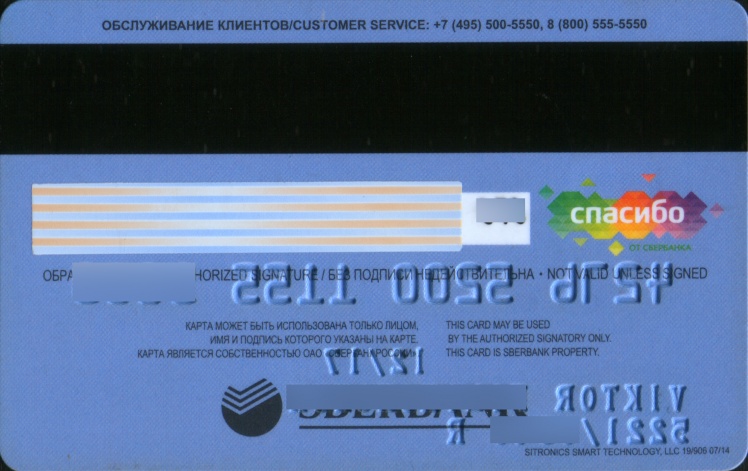 ОБСЛУЖИВАНИЕ КЛИЕНТОВ/CUSTOMER SERVICE: +7 (495) 500-5550, 8 (800) 555-5550
спасибо
ОТ СБЕРБАНКА
SIGNATURE / БЕЗ ПОДПИСИ НЕДЕЙСТВИТЕЛЬНА • NOT VALID UNLESS SIGNED
КАРТА МОЖЕТ БЫТЬ ИСПОЛЬЗОВАНА ТОЛЬКО ЛИЦОМ,
ИМЯ И ПОДПИСЬ КОТОРОГО УКАЗАНЫ НА КАРТЕ.
КАРТА ЯВЛЯЕТСЯ СОБСТВЕННОСТЬЮ ОАО «СБЕРБАНК РОССИИ»
THIS CARD MAY BE USED
BY THE AUTHORIZED SIGNATORY ONLY.
THIS CARD IS SBERBANK PROPERTY.
12/17
VIKTOR
SITRONICS SMART TECHNOLOGY, LLC 19/906 07/14